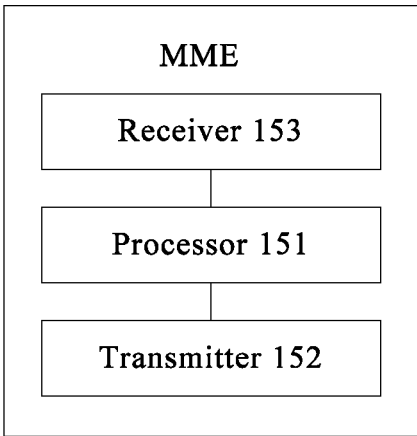 MME
Receiver 153
Processor 151
Transmitter 152